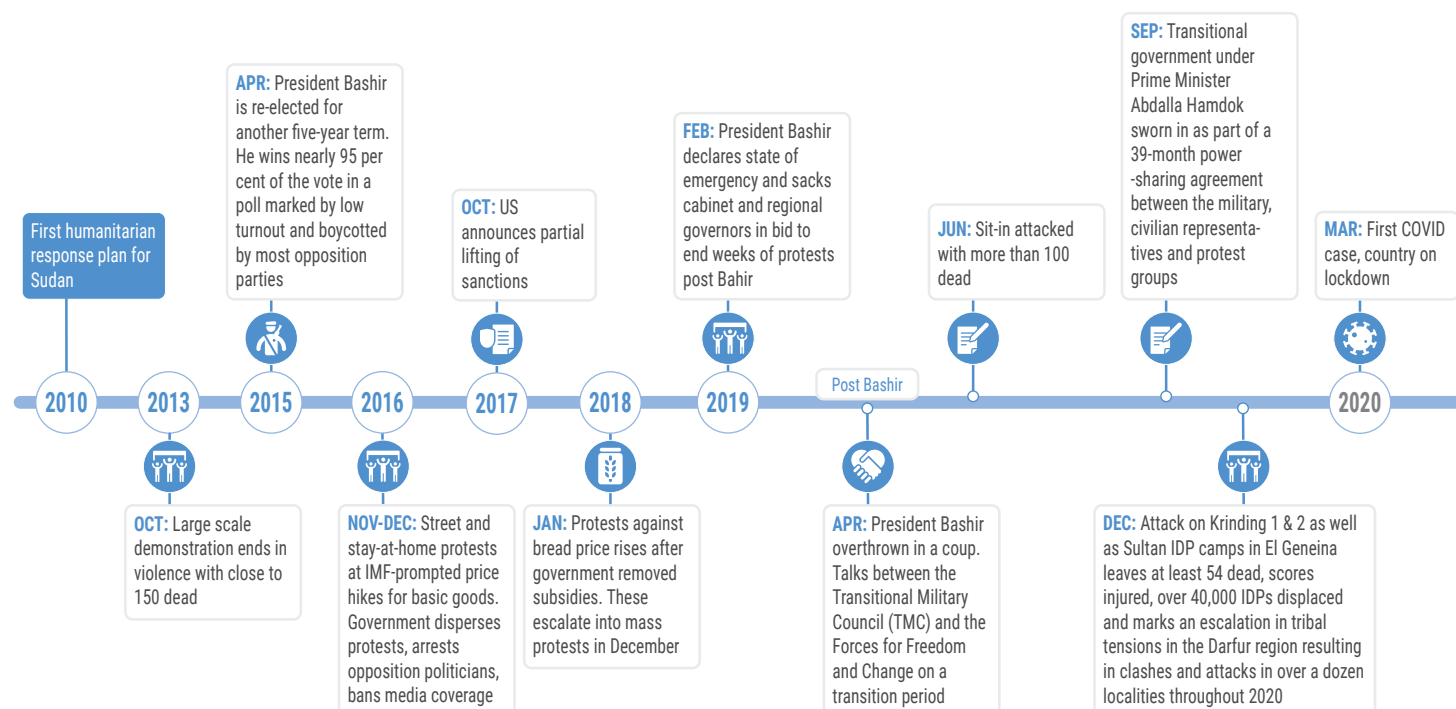 First humanitarian
response plan for
Sudan
2010
2013
OCT: Large scale
demonstration ends in
violence with close to
150 dead
APR: President Bashir
is re-elected for
another five-year term.
He wins nearly 95 per
cent of the vote in a
poll marked by low
turnout and boycotted
by most opposition
parties
2015
2016
NOV-DEC: Street and
stay-at-home protests
at IMF-prompted price
hikes for basic goods.
Government disperses
protests, arrests
opposition politicians,
bans media coverage
OCT: US
announces partial
lifting of
sanctions
2017
2018
JAN: Protests against
bread price rises after
government removed
subsidies. These
escalate into mass
protests in December
FEB: President Bashir
declares state of
emergency and sacks
cabinet and regional
governors in bid to
end weeks of protests
post Bahir
2019
Post Bashir
APR: President Bashir
overthrown in a coup.
Talks between the
Transitional Military
Council (TMC) and the
Forces for Freedom
and Change on a
transition period
JUN: Sit-in attacked
with more than 100
dead
SEP: Transitional
government under
Prime Minister
Abdalla Hamdok
sworn in as part of a
39-month power
-sharing agreement
between the military,
civilian representa-
tives and protest
groups
DEC: Attack on Krinding 1 & 2 as well
as Sultan IDP camps in El Geneina
leaves at least 54 dead, scores
injured, over 40,000 IDPs displaced
and marks an escalation in tribal
tensions in the Darfur region resulting
in clashes and attacks in over a dozen
localities throughout 2020
MAR: First COVID
case, country on
lockdown
2020